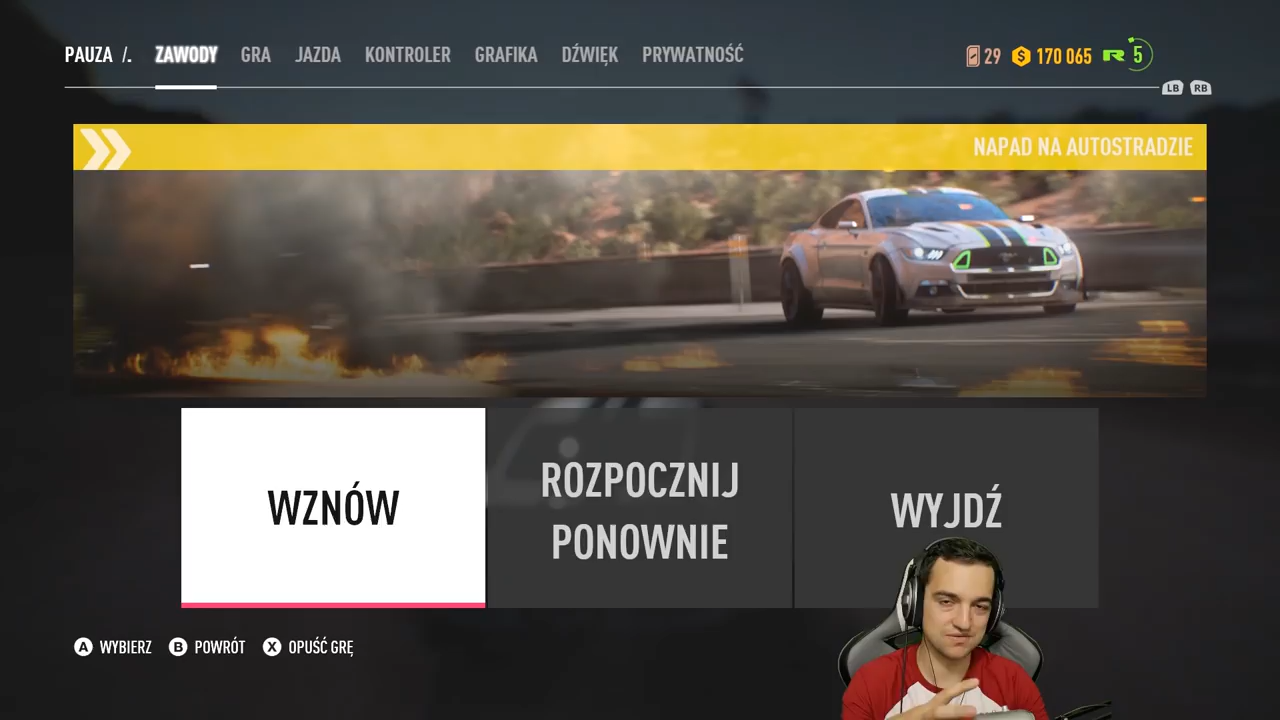 PAUZA /. ZAWODY GRA JAZDA KONTROLER GRAFIKA DŹWIĘK PRYWATNOŚĆ 29 $ 170 065 R 5
LB RB
NAPAD NA AUTOSTRADZIE
WZNÓW
ROZPOCZNIJ
PONOWNIE
WYJDŹ
A WYBIERZ B POWRÓT X OPUŚĆ GRĘ